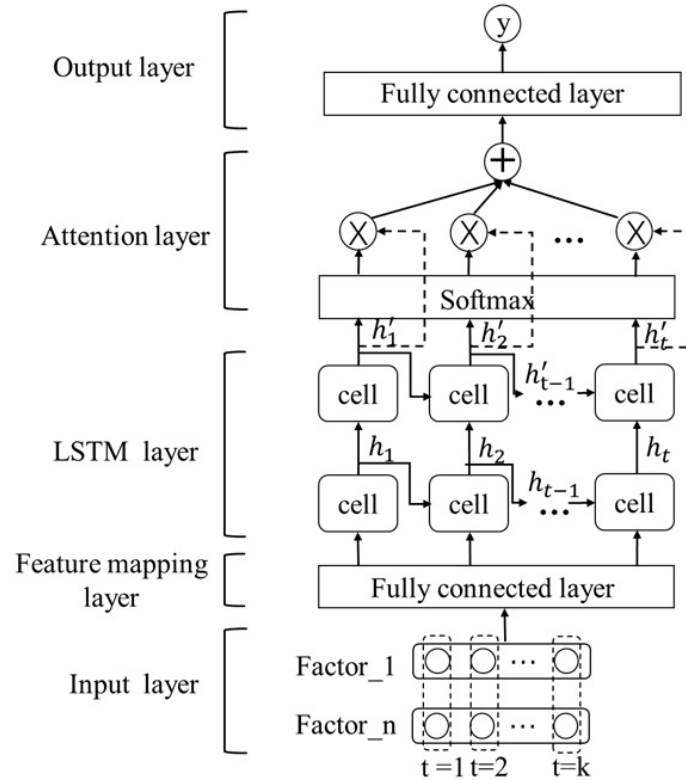 y
Output layer
Fully connected layer
+
Attention layer
X X ... X
Softmax
h′₁ h′₂ h′ₜ
h′ₜ₋₁
cell cell ... cell
LSTM layer
h₁ h₂ hₜ
hₜ₋₁
cell cell ... cell
Feature mapping
layer
Fully connected layer
Factor_1 ...
Input layer
Factor_n ...
t =1 t=2 t=k